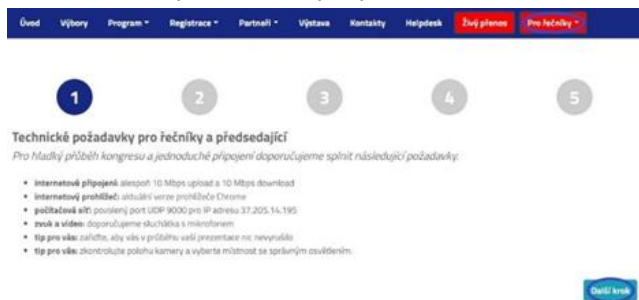 Úvod Výbory Program Registrace Partneři Výstava Kontakty Helpdesk Živý přenos Pro řečníky
1 2 3 4 5
Technické požadavky pro řečníky a předsedající
Pro hladký průběh kongresu a jednoduché připojení doporučujeme splnit následující požadavky:
• internetové připojení: alespoň 10 Mbps upload a 10 Mbps download
• internetový prohlížeč: aktuální verze prohlížeče Chrome
• počítačová síť: povolený port UDP 9000 pro IP adresu 37.205.14.195
• zvuk a video: doporučujeme sluchátka s mikrofonem
• tip pro vás: zařiďte, aby vás v průběhu vaší prezentace nic nevyrušilo
• tip pro vás: zkontrolujte polohu kamery a vyberte místnost se správným osvětlením.
Další krok